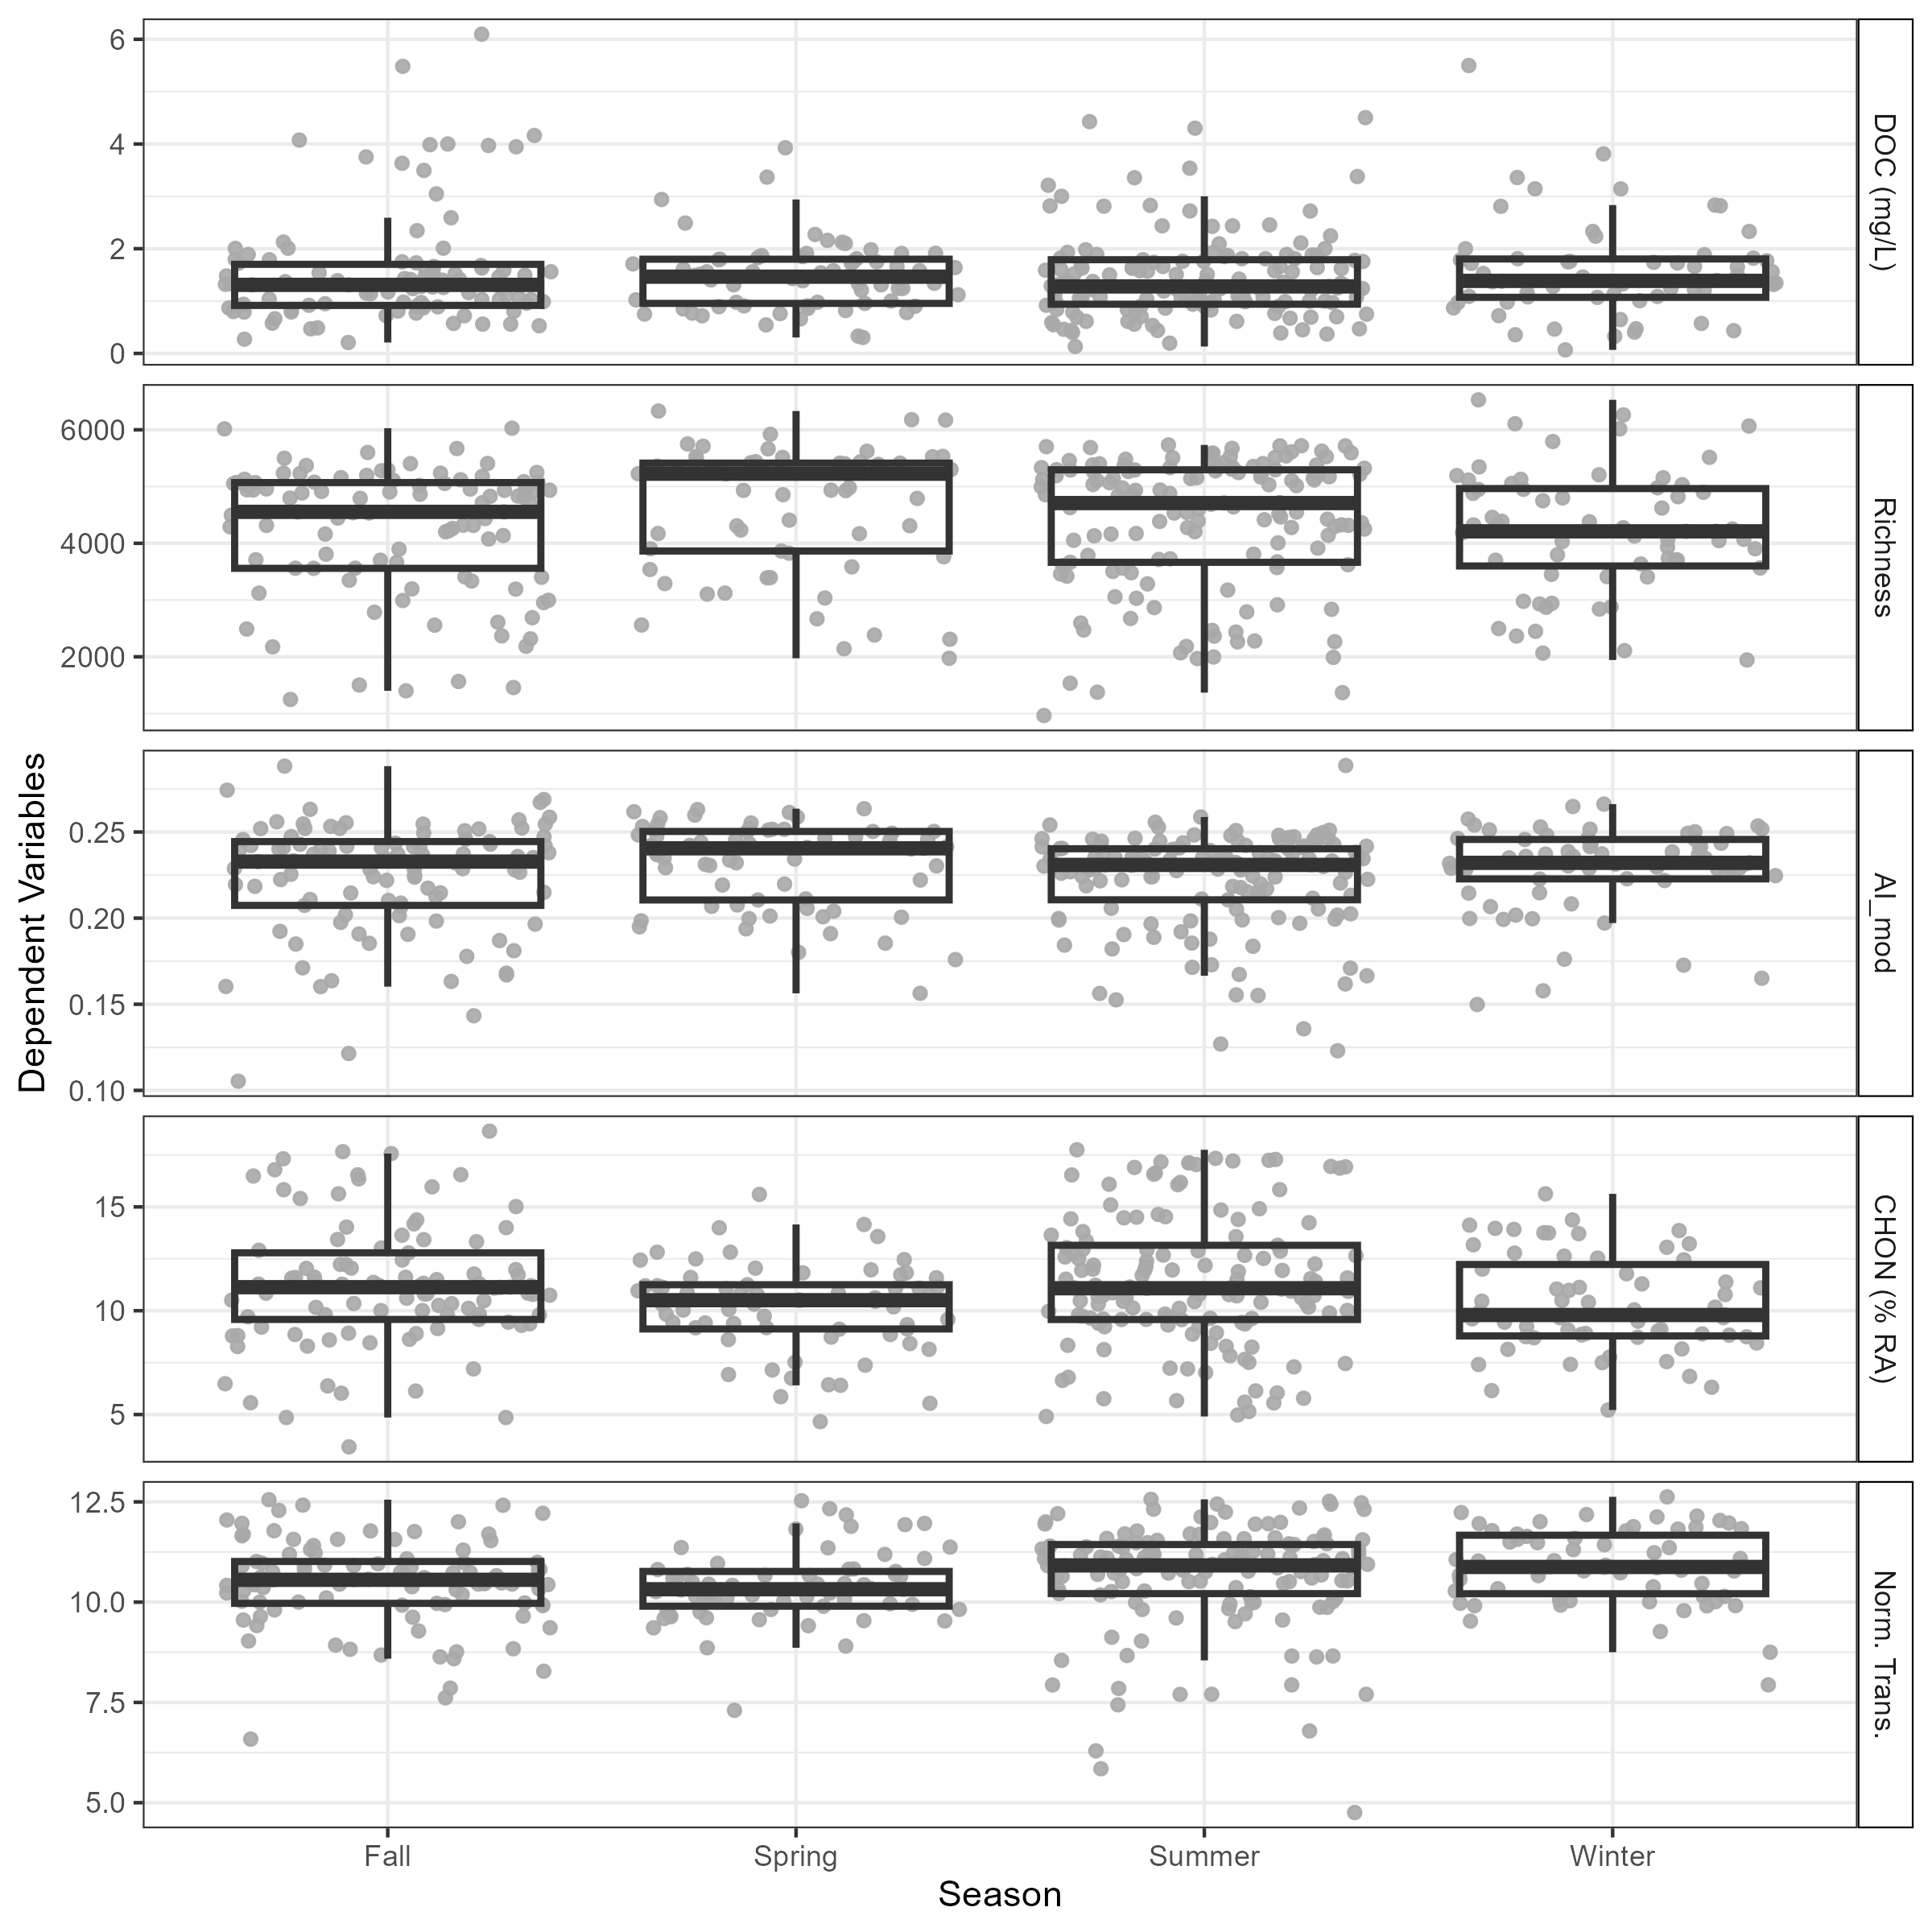 6
4
2
0
DOC (mg/L)
6000
4000
2000
Richness
0.25
0.20
0.15
0.10
AI_mod
15
10
5
CHON (% RA)
12.5
10.0
7.5
5.0
Norm. Trans.
Dependent Variables
Fall Spring Summer Winter
Season